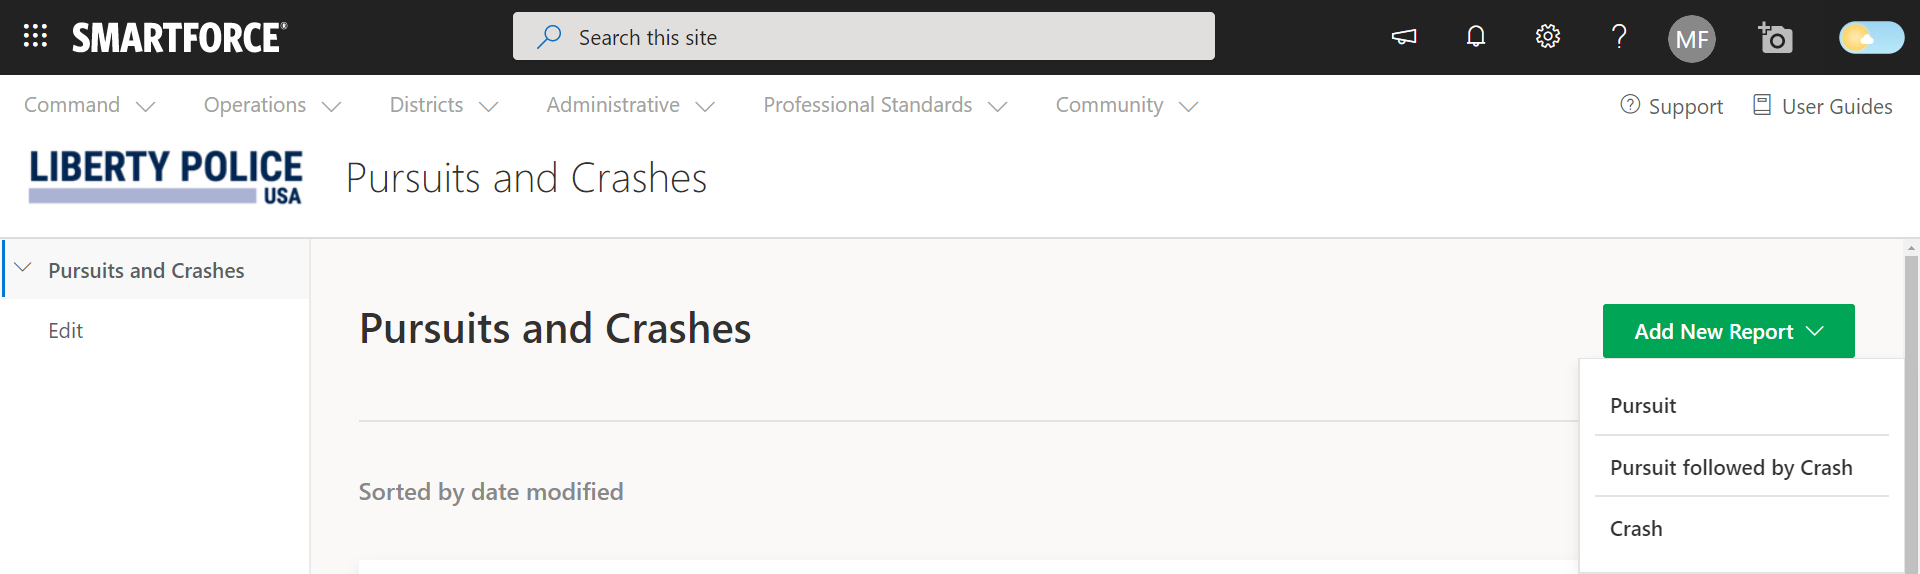 SMARTFORCE®
Search this site
?
MF
Command
Operations
Districts
Administrative
Professional Standards
Community
? Support
User Guides
LIBERTY POLICE
USA
Pursuits and Crashes
Pursuits and Crashes
Edit
Pursuits and Crashes
Add New Report
Pursuit
Pursuit followed by Crash
Crash
Sorted by date modified